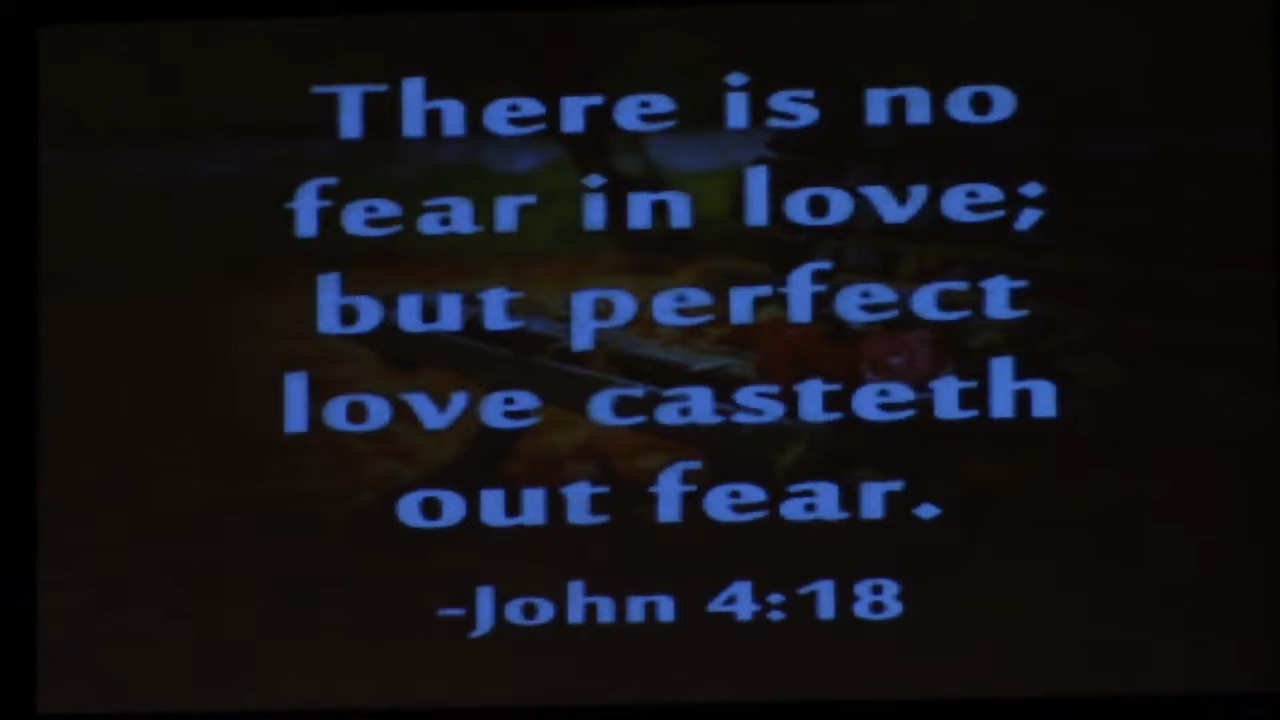 There is no
fear in love;
but perfect
love casteth
out fear.
-John 4:18